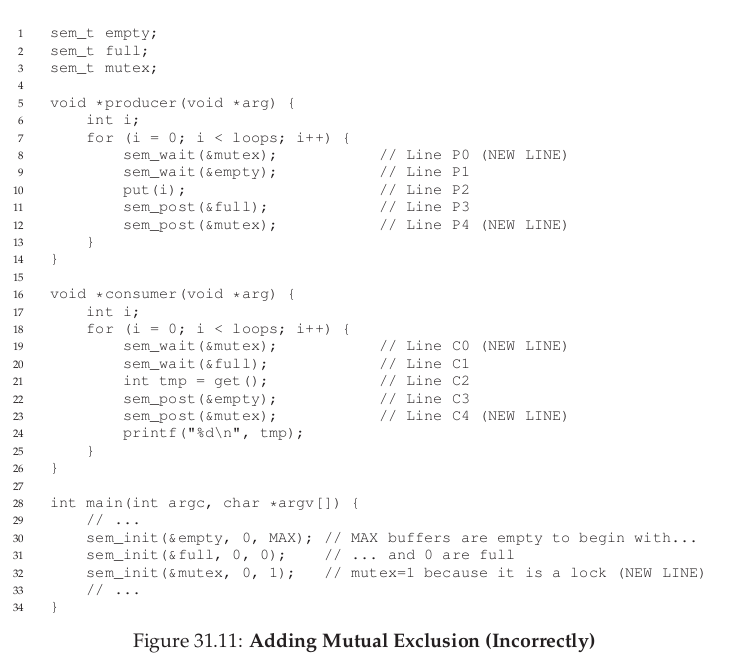 1 sem_t empty;
2 sem_t full;
3 sem_t mutex;
4
5 void *producer(void *arg) {
6     int i;
7     for (i = 0; i < loops; i++) {
8         sem_wait(&mutex);           // Line P0 (NEW LINE)
9         sem_wait(&empty);           // Line P1
10         put(i);                     // Line P2
11         sem_post(&full);            // Line P3
12         sem_post(&mutex);           // Line P4 (NEW LINE)
13     }
14 }
15
16 void *consumer(void *arg) {
17     int i;
18     for (i = 0; i < loops; i++) {
19         sem_wait(&mutex);           // Line C0 (NEW LINE)
20         sem_wait(&full);            // Line C1
21         int tmp = get();            // Line C2
22         sem_post(&empty);           // Line C3
23         sem_post(&mutex);           // Line C4 (NEW LINE)
24         printf("%d\n", tmp);
25     }
26 }
27
28 int main(int argc, char *argv[]) {
29     // ...
30     sem_init(&empty, 0, MAX); // MAX buffers are empty to begin with...
31     sem_init(&full, 0, 0);    // ... and 0 are full
32     sem_init(&mutex, 0, 1);   // mutex=1 because it is a lock (NEW LINE)
33     // ...
34 }
Figure 31.11: Adding Mutual Exclusion (Incorrectly)